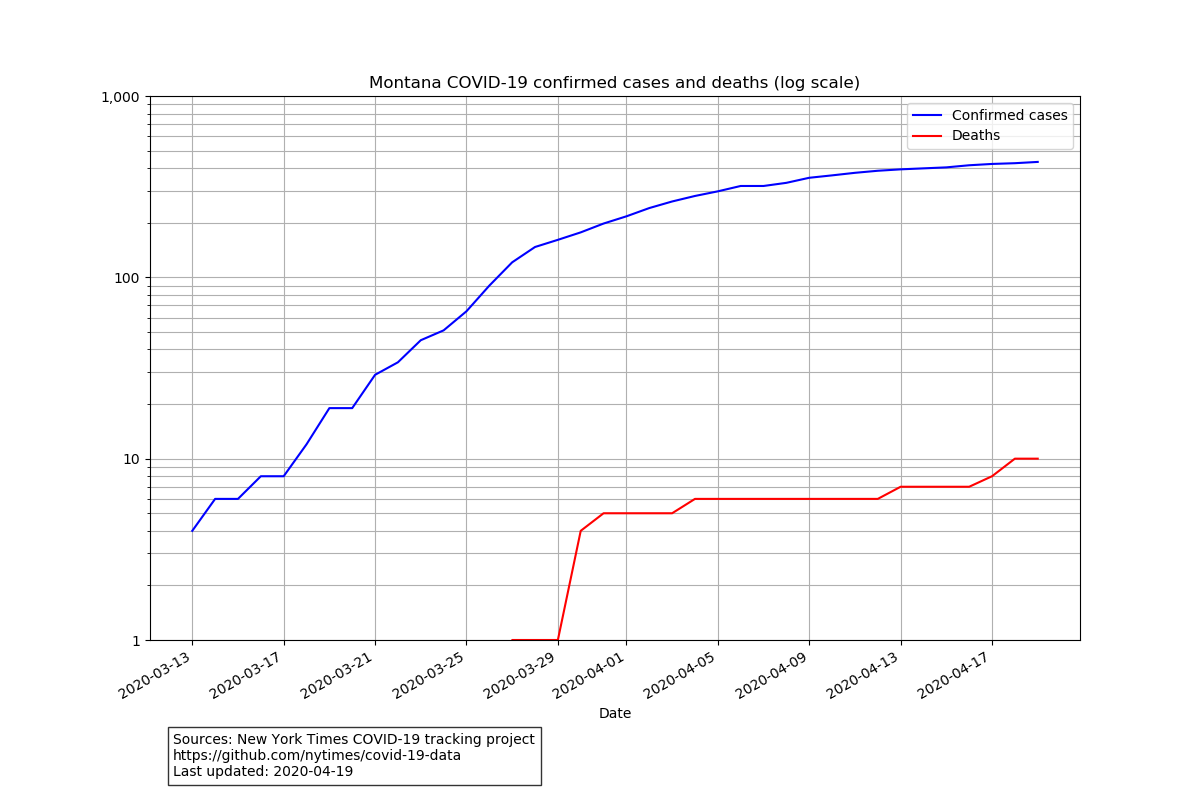 Montana COVID-19 confirmed cases and deaths (log scale)
1,000
100
10
1
Confirmed cases
Deaths
2020-03-13
2020-03-17
2020-03-21
2020-03-25
2020-03-29
2020-04-01
2020-04-05
2020-04-09
2020-04-13
2020-04-17
Date
Sources: New York Times COVID-19 tracking project
https://github.com/nytimes/covid-19-data
Last updated: 2020-04-19